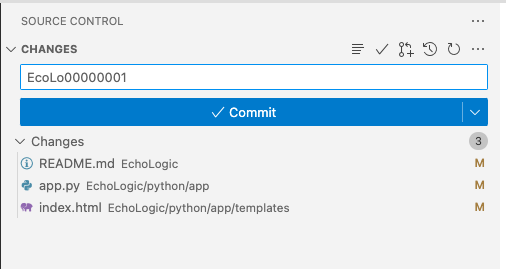 SOURCE CONTROL
CHANGES
EcoLo00000001
Commit
Changes 3
README.md EchoLogic M
app.py EchoLogic/python/app M
index.html EchoLogic/python/app/templates M